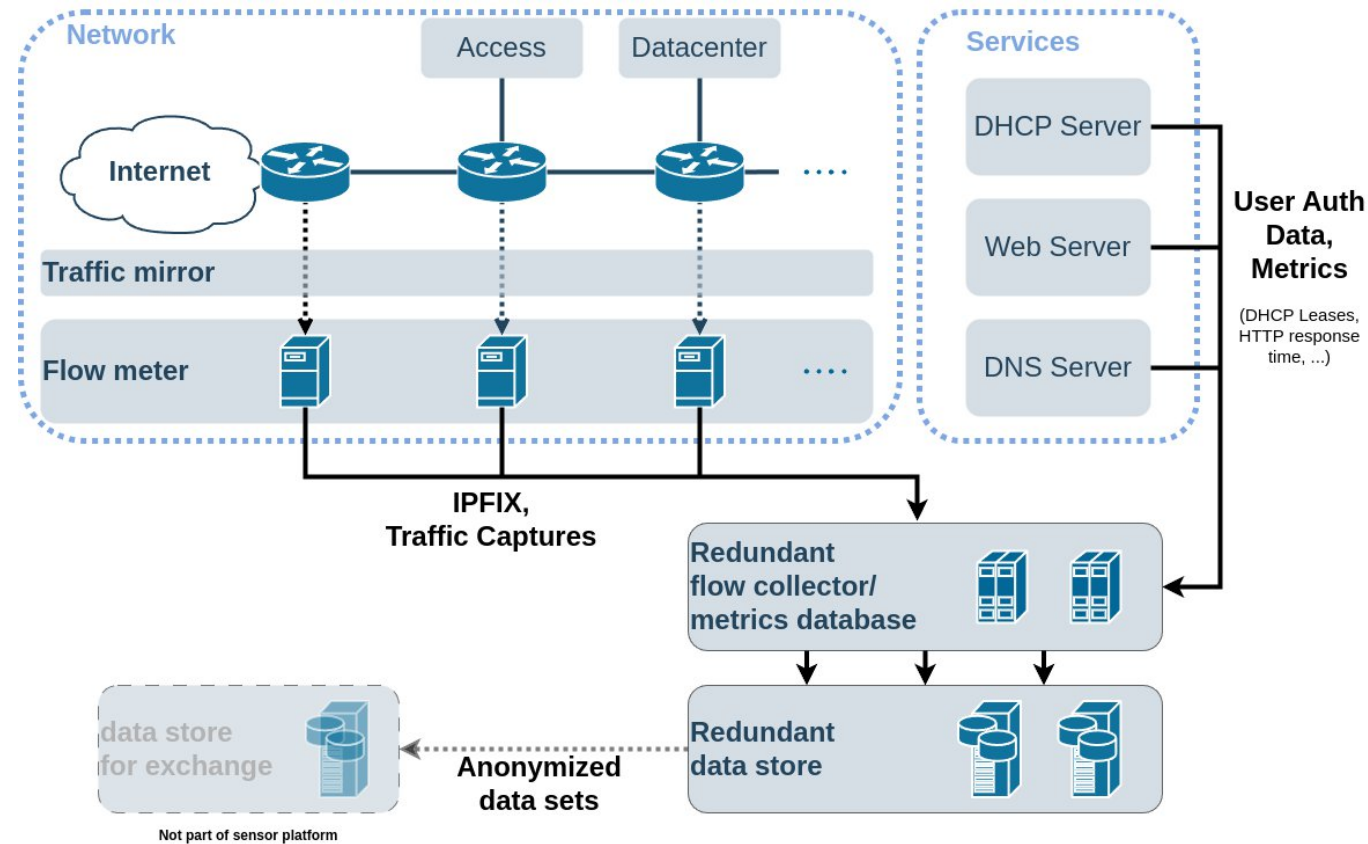 Network
Access
Datacenter
Internet
Traffic mirror
Flow meter
Services
DHCP Server
Web Server
DNS Server
User Auth
Data,
Metrics
(DHCP Leases,
HTTP response
time, ...)
IPFIX,
Traffic Captures
Redundant
flow collector/
metrics database
Redundant
data store
Anonymized
data sets
data store
for exchange
Not part of sensor platform